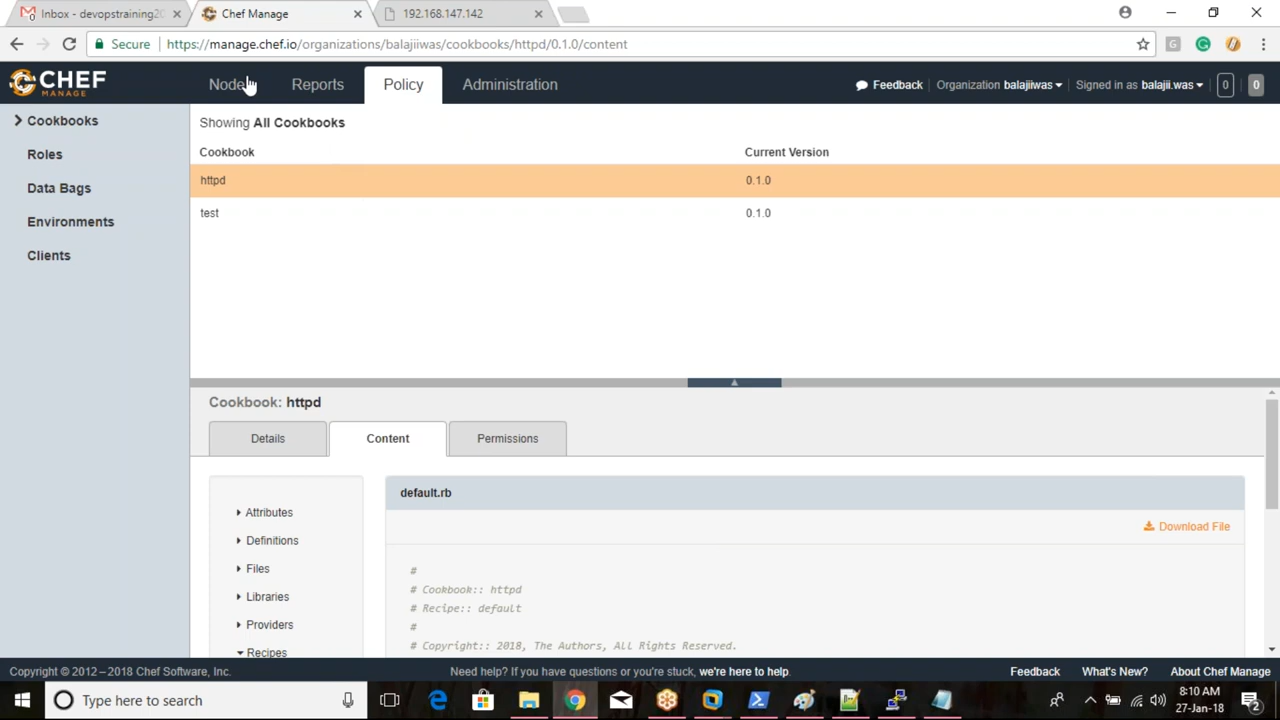 Inbox - devopstraining20
Chef Manage
192.168.147.142
Secure
https://manage.chef.io/organizations/balajiiwas/cookbooks/httpd/0.1.0/content
CHEF
MANAGE
Nodes
Reports
Policy
Administration
Feedback
Organization balajiiwas
Signed in as balajii.was
0
0
Cookbooks
Roles
Data Bags
Environments
Clients
Showing All Cookbooks
Cookbook
Current Version
httpd
0.1.0
test
0.1.0
Cookbook: httpd
Details
Content
Permissions
Attributes
Definitions
Files
Libraries
Providers
Recipes
default.rb
Download File
#
# Cookbook:: httpd
# Recipe:: default
#
# Copyright:: 2018, The Authors, All Rights Reserved.
Copyright © 2012 – 2018 Chef Software, Inc.
Need help? If you have questions or you're stuck, we're here to help.
Feedback
What's New?
About Chef Manage
Type here to search
8:10 AM
27-Jan-18
2